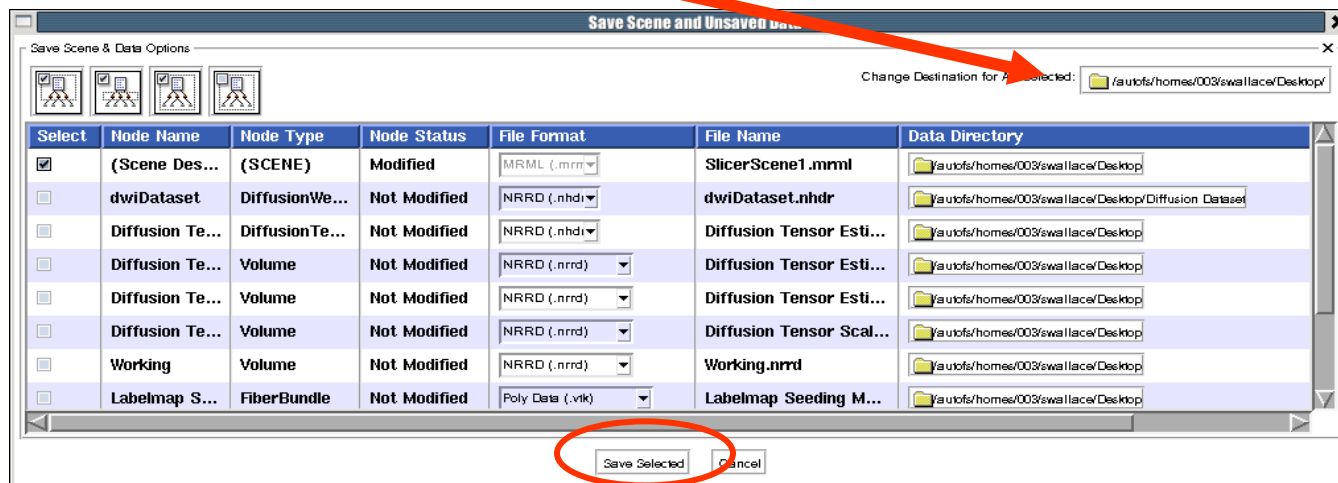 Save Scene and Unsaved Data
Save Scene & Data Options
Change Destination for All Selected: /autofs/homes/003/swallace/Desktop/
Select Node Name Node Type Node Status File Format File Name Data Directory
(Scene Des... (SCENE) Modified MRML (.mrm SlicerScene1.mrml /autofs/homes/003/swallace/Desktop
dwiDataset DiffusionWe... Not Modified NRRD (.nhdr dwiDataset.nhdr /autofs/homes/003/swallace/Desktop/Diffusion Dataset
Diffusion Te... DiffusionTe... Not Modified NRRD (.nhdr Diffusion Tensor Esti... /autofs/homes/003/swallace/Desktop
Diffusion Te... Volume Not Modified NRRD (.nrrd) Diffusion Tensor Esti... /autofs/homes/003/swallace/Desktop
Diffusion Te... Volume Not Modified NRRD (.nrrd) Diffusion Tensor Esti... /autofs/homes/003/swallace/Desktop
Diffusion Te... Volume Not Modified NRRD (.nrrd) Diffusion Tensor Scal... /autofs/homes/003/swallace/Desktop
Working Volume Not Modified NRRD (.nrrd) Working.nrrd /autofs/homes/003/swallace/Desktop
Labelmap S... FiberBundle Not Modified Poly Data (.vtk) Labelmap Seeding M... /autofs/homes/003/swallace/Desktop
Save Selected Cancel